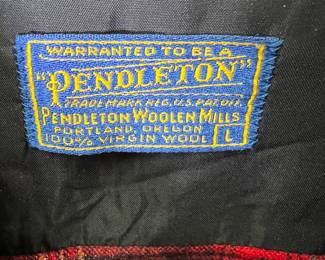 WARRANTED TO BE A
"PENDLETON"
TRADE MARK REG. U.S. PAT. OFF.
PENDLETON WOOLEN MILLS
PORTLAND, OREGON
100% VIRGIN WOOL L